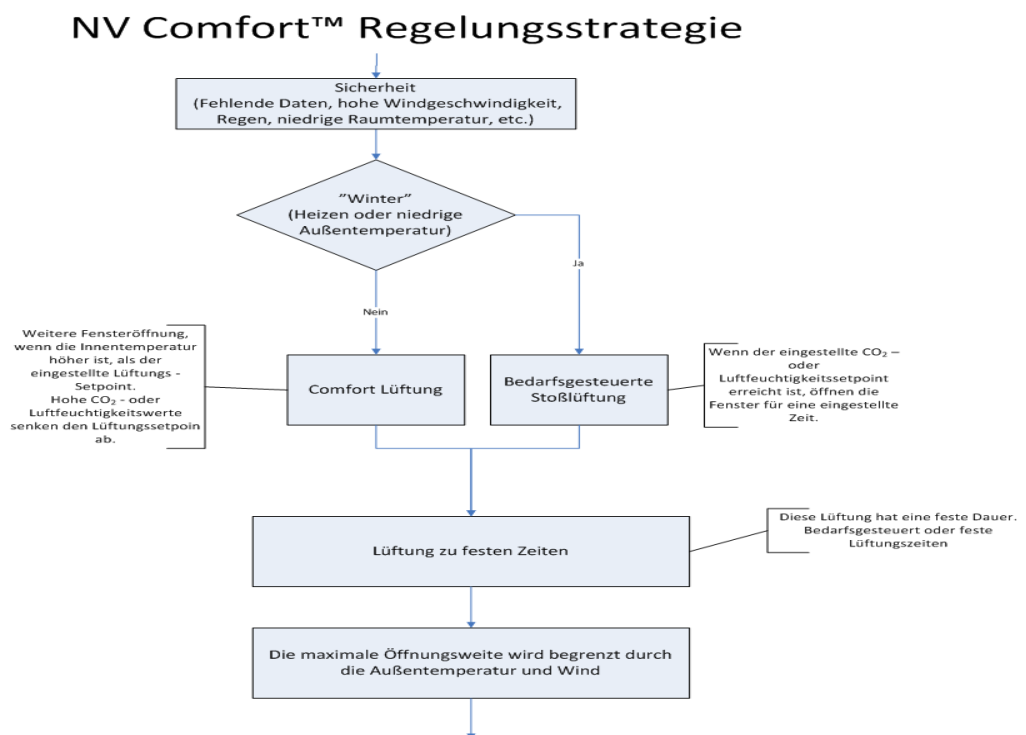 NV Comfort™ Regelungsstrategie
Sicherheit
(Fehlende Daten, hohe Windgeschwindigkeit,
Regen, niedrige Raumtemperatur, etc.)
”Winter”
(Heizen oder niedrige
Außentemperatur)
Ja
Nein
Weitere Fensteröffnung,
wenn die Innentemperatur
höher ist, als der
eingestellte Lüftungs -
Setpoint.
Hohe CO₂ - oder
Luftfeuchtigkeitswerte
senken den Lüftungssetpoin
ab.
Comfort Lüftung
Bedarfsgesteuerte
Stoßlüftung
Wenn der eingestellte CO₂ –
oder
Luftfeuchtigkeitssetpoint
erreicht ist, öffnen die
Fenster für eine eingestellte
Zeit.
Lüftung zu festen Zeiten
Diese Lüftung hat eine feste Dauer.
Bedarfsgesteuert oder feste
Lüftungszeiten
Die maximale Öffnungsweite wird begrenzt durch
die Außentemperatur und Wind